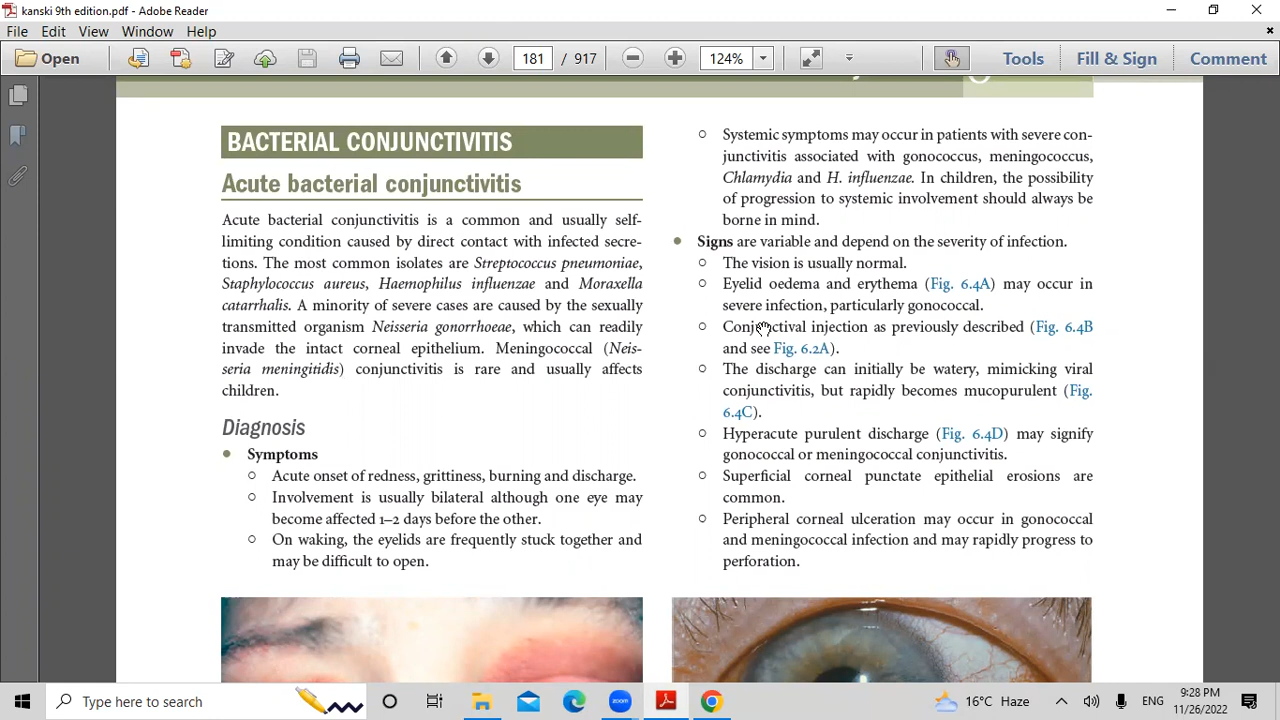 kanski 9th edition.pdf - Adobe Reader
File Edit View Window Help
Open 181 / 917 124% Tools Fill & Sign Comment
BACTERIAL CONJUNCTIVITIS
Acute bacterial conjunctivitis
Acute bacterial conjunctivitis is a common and usually self-
limiting condition caused by direct contact with infected secre-
tions. The most common isolates are Streptococcus pneumoniae,
Staphylococcus aureus, Haemophilus influenzae and Moraxella
catarrhalis. A minority of severe cases are caused by the sexually
transmitted organism Neisseria gonorrhoeae, which can readily
invade the intact corneal epithelium. Meningococcal (Neis-
seria meningitidis) conjunctivitis is rare and usually affects
children.
Diagnosis
• Symptoms
○ Acute onset of redness, grittiness, burning and discharge.
○ Involvement is usually bilateral although one eye may
become affected 1–2 days before the other.
○ On waking, the eyelids are frequently stuck together and
may be difficult to open.
○ Systemic symptoms may occur in patients with severe con-
junctivitis associated with gonococcus, meningococcus,
Chlamydia and H. influenzae. In children, the possibility
of progression to systemic involvement should always be
borne in mind.
• Signs are variable and depend on the severity of infection.
○ The vision is usually normal.
○ Eyelid oedema and erythema (Fig. 6.4A) may occur in
severe infection, particularly gonococcal.
○ Conjunctival injection as previously described (Fig. 6.4B
and see Fig. 6.2A).
○ The discharge can initially be watery, mimicking viral
conjunctivitis, but rapidly becomes mucopurulent (Fig.
6.4C).
○ Hyperacute purulent discharge (Fig. 6.4D) may signify
gonococcal or meningococcal conjunctivitis.
○ Superficial corneal punctate epithelial erosions are
common.
○ Peripheral corneal ulceration may occur in gonococcal
and meningococcal infection and may rapidly progress to
perforation.
Type here to search
zoom
16°C Haze
ENG
9:28 PM
11/26/2022